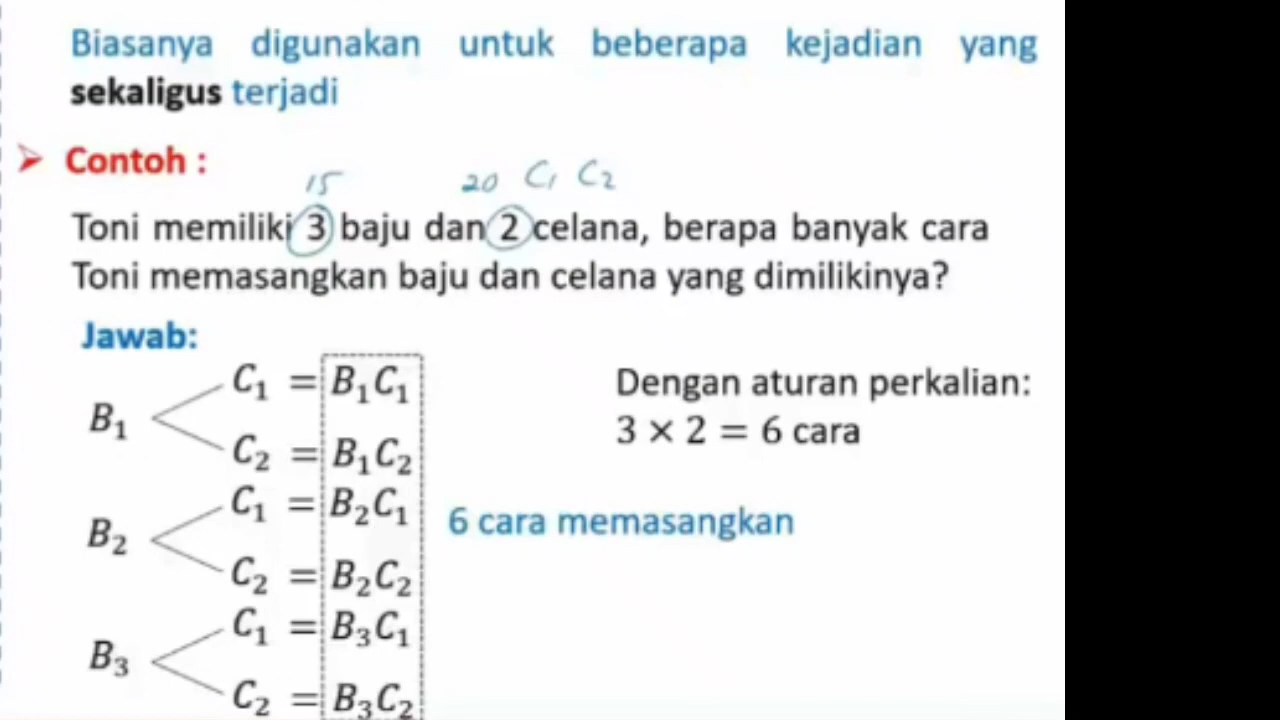 Biasanya digunakan untuk beberapa kejadian yang
sekaligus terjadi
Contoh :
15 20 C₁ C₂
Toni memiliki 3 baju dan 2 celana, berapa banyak cara
Toni memasangkan baju dan celana yang dimilikinya?
Jawab:
B₁
C₁ = B₁C₁
C₂ = B₁C₂
B₂
C₁ = B₂C₁
C₂ = B₂C₂
B₃
C₁ = B₃C₁
C₂ = B₃C₂
6 cara memasangkan
Dengan aturan perkalian:
3 × 2 = 6 cara